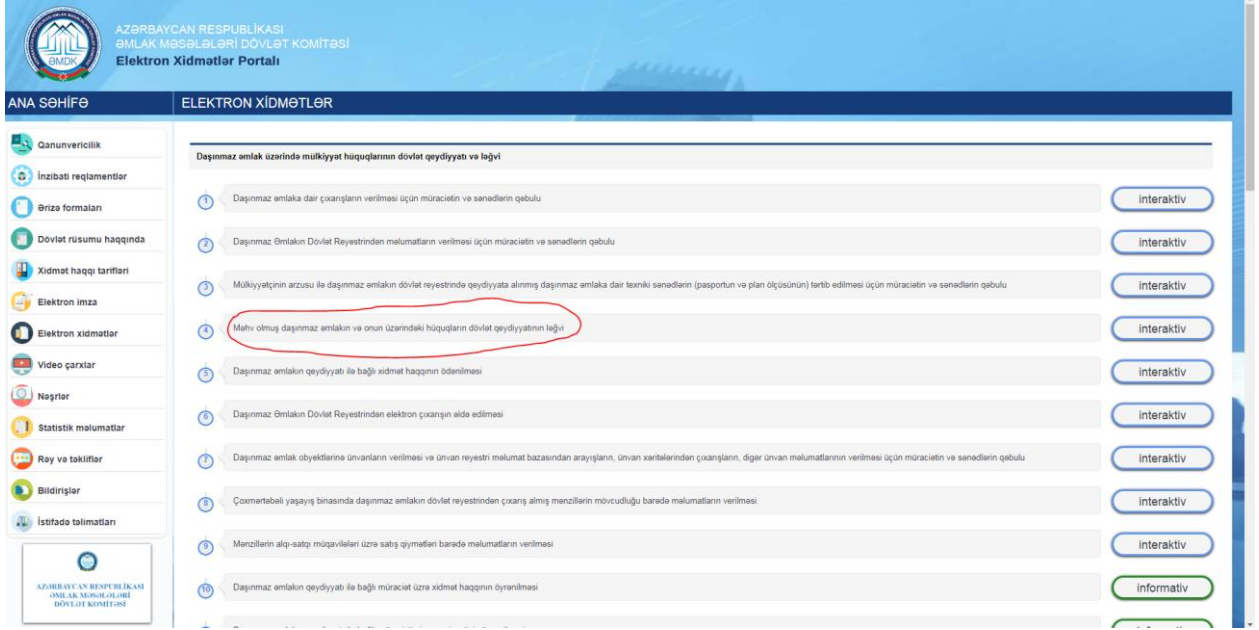 AZƏRBAYCAN RESPUBLİKASI
ƏMLAK MƏSƏLƏLƏRİ DÖVLƏT KOMİTƏSİ
Elektron Xidmətlər Portalı
ƏMDK
ANA SƏHİFƏ
ELEKTRON XİDMƏTLƏR
Qanunvericilik
İnzibati reqlamentlər
Ərizə formaları
Dövlət rüsumu haqqında
Xidmət haqqı tarifləri
Elektron imza
Elektron xidmətlər
Video çarxlar
Nəşrlər
Statistik məlumatlar
Rəy və təkliflər
Bildirişlər
İstifadə təlimatları
AZƏRBAYCAN RESPUBLİKASI
ƏMLAK MƏSƏLƏLƏRİ
DÖVLƏT KOMİTƏSİ
Daşınmaz əmlak üzərində mülkiyyət hüquqlarının dövlət qeydiyyatı və ləğvi
1 Daşınmaz əmlaka dair çıxarışların verilməsi üçün müraciətin və sənədlərin qəbulu interaktiv
2 Daşınmaz Əmlakın Dövlət Reyestrindən məlumatların verilməsi üçün müraciətin və sənədlərin qəbulu interaktiv
3 Mülkiyyətçinin arzusu ilə daşınmaz əmlakın dövlət reyestrində qeydiyyata alınmış daşınmaz əmlaka dair texniki sənədlərin (pasportun və plan ölçüsünün) tərtib edilməsi üçün müraciətin və sənədlərin qəbulu interaktiv
4 Məhv olmuş daşınmaz əmlakın və onun üzərindəki hüquqların dövlət qeydiyyatının ləğvi interaktiv
5 Daşınmaz əmlakın qeydiyyatı ilə bağlı xidmət haqqının ödənilməsi interaktiv
6 Daşınmaz Əmlakın Dövlət Reyestrindən elektron çıxarışın əldə edilməsi interaktiv
7 Daşınmaz əmlak obyektlərinə ünvanların verilməsi və ünvan reyestri məlumat bazasından arayışların, ünvan xəritələrindən çıxarışların, digər ünvan məlumatlarının verilməsi üçün müraciətin və sənədlərin qəbulu interaktiv
8 Çoxmərtəbəli yaşayış binasında daşınmaz əmlakın dövlət reyestrindən çıxarış almış mənzillərin mövcudluğu barədə məlumatların verilməsi interaktiv
9 Mənzillərin alqı-satqı müqavilələri üzrə satış qiymətləri barədə məlumatların verilməsi interaktiv
10 Daşınmaz əmlakın qeydiyyatı ilə bağlı müraciət üzrə xidmət haqqının öyrənilməsi informativ